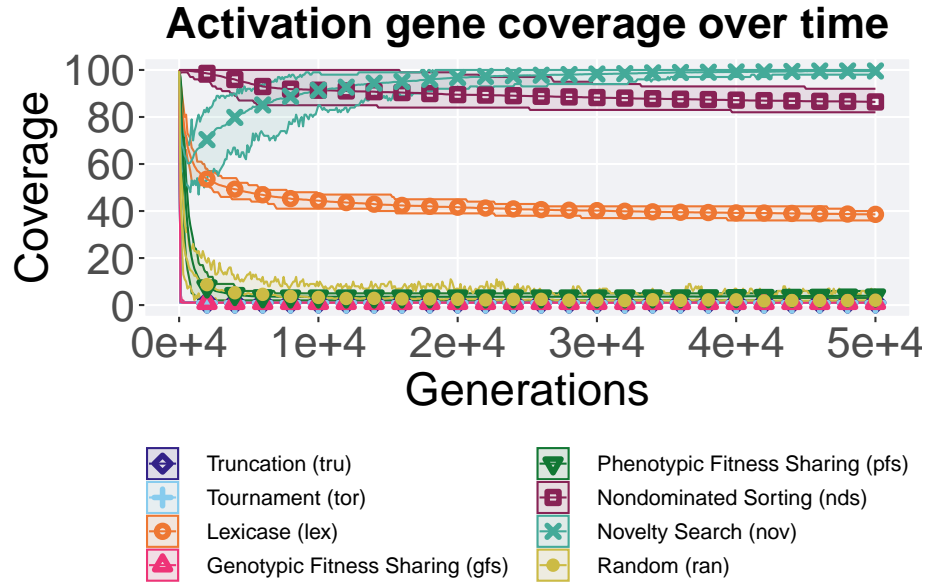 Activation gene coverage over time
Coverage
100
80
60
40
20
0
0e+4 1e+4 2e+4 3e+4 4e+4 5e+4
Generations
Truncation (tru)
Tournament (tor)
Lexicase (lex)
Genotypic Fitness Sharing (gfs)
Phenotypic Fitness Sharing (pfs)
Nondominated Sorting (nds)
Novelty Search (nov)
Random (ran)